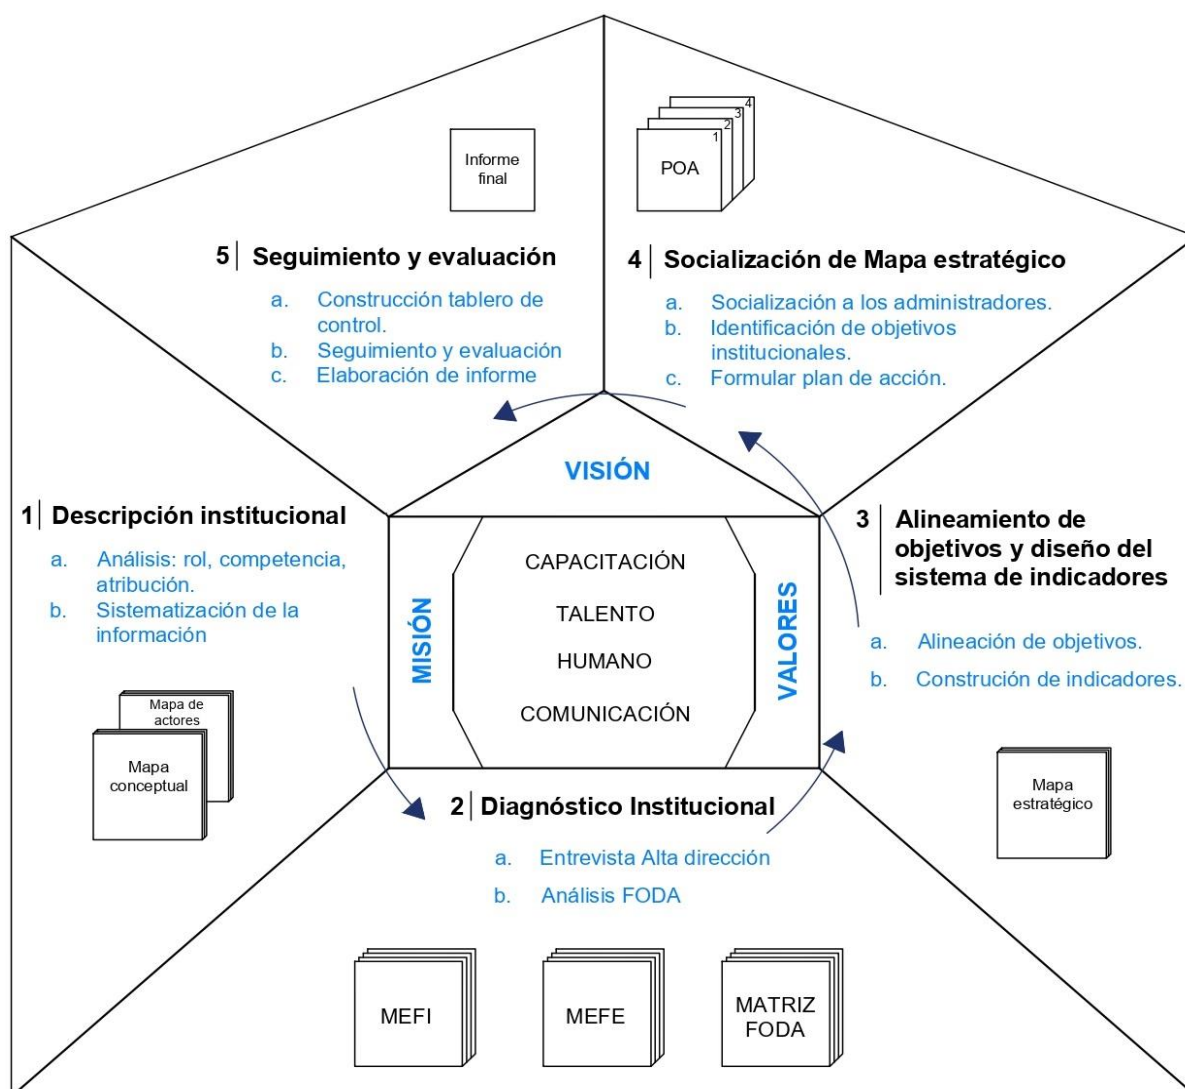 Informe
final
4
3
2
1
POA
5 Seguimiento y evaluación
a. Construcción tablero de
control.
b. Seguimiento y evaluación
c. Elaboración de informe
4 Socialización de Mapa estratégico
a. Socialización a los administradores.
b. Identificación de objetivos
institucionales.
c. Formular plan de acción.
VISIÓN
MISIÓN
CAPACITACIÓN
TALENTO
HUMANO
COMUNICACIÓN
VALORES
1 Descripción institucional
a. Análisis: rol, competencia,
atribución.
b. Sistematización de la
información
Mapa de
actores
Mapa
conceptual
2 Diagnóstico Institucional
a. Entrevista Alta dirección
b. Análisis FODA
MEFI
MEFE
MATRIZ
FODA
3 Alineamiento de
objetivos y diseño del
sistema de indicadores
a. Alineación de objetivos.
b. Construción de indicadores.
Mapa
estratégico